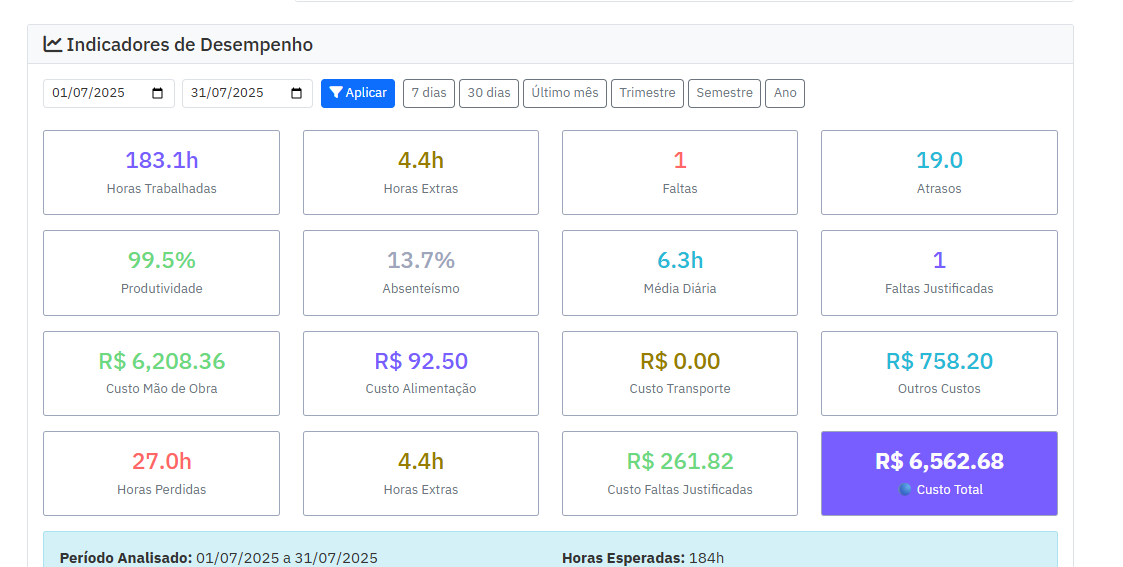 Indicadores de Desempenho
01/07/2025 31/07/2025 Aplicar 7 dias 30 dias Último mês Trimestre Semestre Ano
183.1h 4.4h 1 19.0
Horas Trabalhadas Horas Extras Faltas Atrasos
99.5% 13.7% 6.3h 1
Produtividade Absenteísmo Média Diária Faltas Justificadas
R$ 6,208.36 R$ 92.50 R$ 0.00 R$ 758.20
Custo Mão de Obra Custo Alimentação Custo Transporte Outros Custos
27.0h 4.4h R$ 261.82 R$ 6,562.68
Horas Perdidas Horas Extras Custo Faltas Justificadas Custo Total
Período Analisado: 01/07/2025 a 31/07/2025 Horas Esperadas: 184h